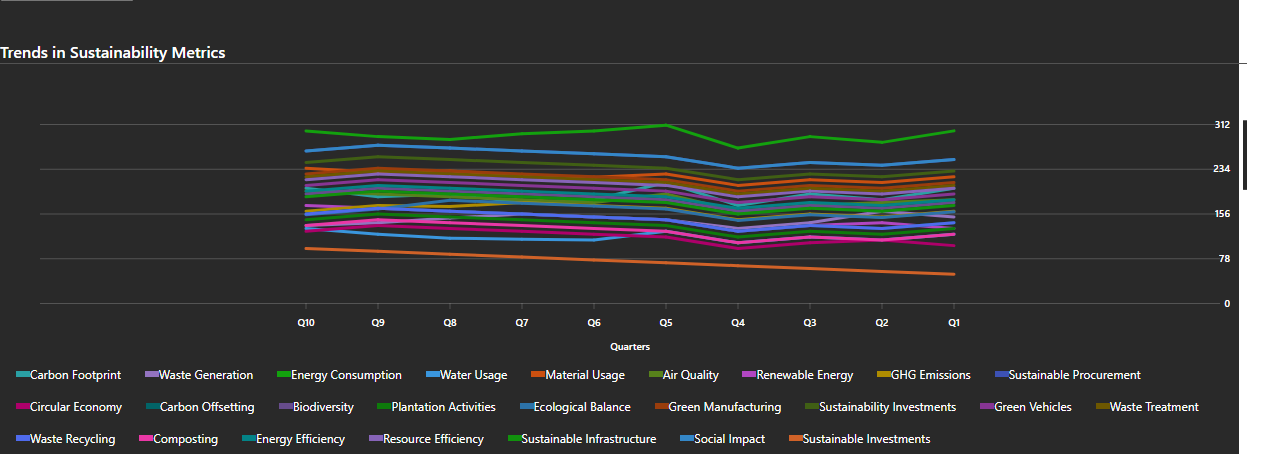 Trends in Sustainability Metrics
312
234
156
78
0
Q10 Q9 Q8 Q7 Q6 Q5 Q4 Q3 Q2 Q1
Quarters
Carbon Footprint Waste Generation Energy Consumption Water Usage Material Usage Air Quality Renewable Energy GHG Emissions Sustainable Procurement
Circular Economy Carbon Offsetting Biodiversity Plantation Activities Ecological Balance Green Manufacturing Sustainability Investments Green Vehicles Waste Treatment
Waste Recycling Composting Energy Efficiency Resource Efficiency Sustainable Infrastructure Social Impact Sustainable Investments